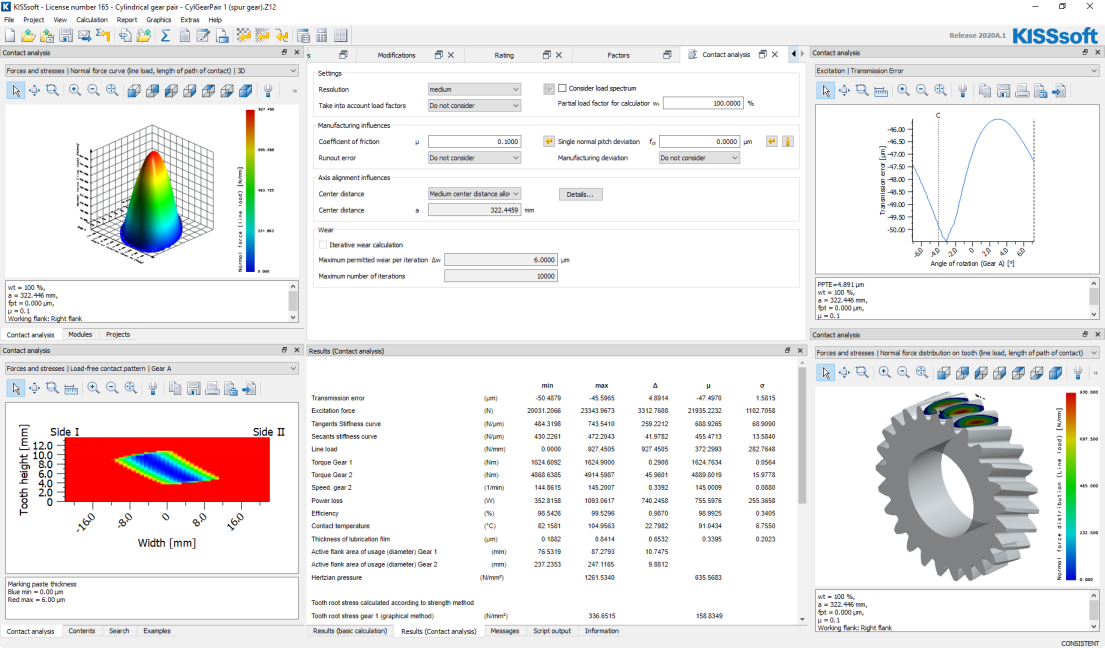 KISSsoft - License number 165 - Cylindrical gear pair - CylGearPair 1 (spur gear).Z12
File Project View Calculation Report Graphics Extras Help
Release 2020A.1 KISSsoft
Contact analysis
Forces and stresses | Normal force curve (line load, length of path of contact) | 3D
Normal force (line load) [N/mm]
wt = 100 %,
a = 322.446 mm,
fpt = 0.000 µm,
µ = 0.1
Working flank: Right flank
Contact analysis Modules Projects
Contact analysis
Forces and stresses | Load-free contact pattern | Gear A
Side I Side II
Tooth height [mm]
12.0
10.0
8.0
6.0
4.0
2.0
0
-16.0 -8.0 0 8.0 16.0
Width [mm]
Marking paste thickness
Blue min = 0.00 µm
Red max = 6.00 µm
Contact analysis Contents Search Examples
s Modifications Rating Factors Contact analysis
Settings
Resolution medium Consider load spectrum
Take into account load factors Do not consider Partial load factor for calculation wt 100.0000 %
Manufacturing influences
Coefficient of friction µ 0.1000 Single normal pitch deviation fpt 0.0000 µm
Runout error Do not consider Manufacturing deviation Do not consider
Axis alignment influences
Center distance Medium center distance allo Details...
Center distance a 322.4459 mm
Wear
Iterative wear calculation
Maximum permitted wear per iteration Δw 6.0000 µm
Maximum number of iterations 10000
Results (Contact analysis)
min max Δ µ σ
Transmission error (µm) -50.4879 -45.5965 4.8914 -47.4970 1.5815
Excitation force (N) 20031.2066 23343.9673 3312.7608 21935.2232 1102.7058
Tangents Stiffness curve (N/µm) 484.3198 743.5410 259.2212 688.9265 68.9090
Secants stiffness curve (N/µm) 430.2261 472.2043 41.9782 455.4713 13.5840
Line load (N/mm) 0.0000 927.4505 927.4505 372.2993 282.7648
Torque Gear 1 (Nm) 1624.6092 1624.9000 0.2908 1624.7634 0.0564
Torque Gear 2 (Nm) 4868.6385 4914.5987 45.9601 4889.8019 15.9778
Speed, gear 2 (1/min) 144.8615 145.2007 0.3392 145.0009 0.0880
Power loss (W) 352.8158 1093.0617 740.2458 755.5976 255.3658
Efficiency (%) 98.5426 99.5296 0.9870 98.9925 0.3405
Contact temperature (°C) 82.1581 104.9563 22.7982 91.0434 6.7550
Thickness of lubrication film (µm) 0.1882 0.8414 0.6532 0.3395 0.2023
Active flank area of usage (diameter) Gear 1 (mm) 76.5319 87.2793 10.7475
Active flank area of usage (diameter) Gear 2 (mm) 237.2353 247.1165 9.8812
Hertzian pressure (N/mm²) 1261.5340 635.5683
Tooth root stress calculated according to strength method
Tooth root stress gear 1 (graphical method) (N/mm²) 336.6515 158.8349
Results (basic calculation) Results (Contact analysis) Messages Script output Information
Contact analysis
Excitation | Transmission Error
C
Transmission error [µm]
-46.00
-46.50
-47.00
-47.50
-48.00
-48.50
-49.00
-49.50
-50.00
-6.0 -4.0 -2.0 0 2.0 4.0 6.0
Angle of rotation (Gear A) [°]
PPTE=4.891 µm
wt = 100 %,
a = 322.446 mm,
fpt = 0.000 µm,
µ = 0.1
Contact analysis
Forces and stresses | Normal force distribution on tooth (line load, length of path of contact)
Normal force distribution (Line load) [N/mm]
930.000
697.500
465.000
232.500
0.000
wt = 100 %,
a = 322.446 mm,
fpt = 0.000 µm,
µ = 0.1
Working flank: Right flank
CONSISTENT